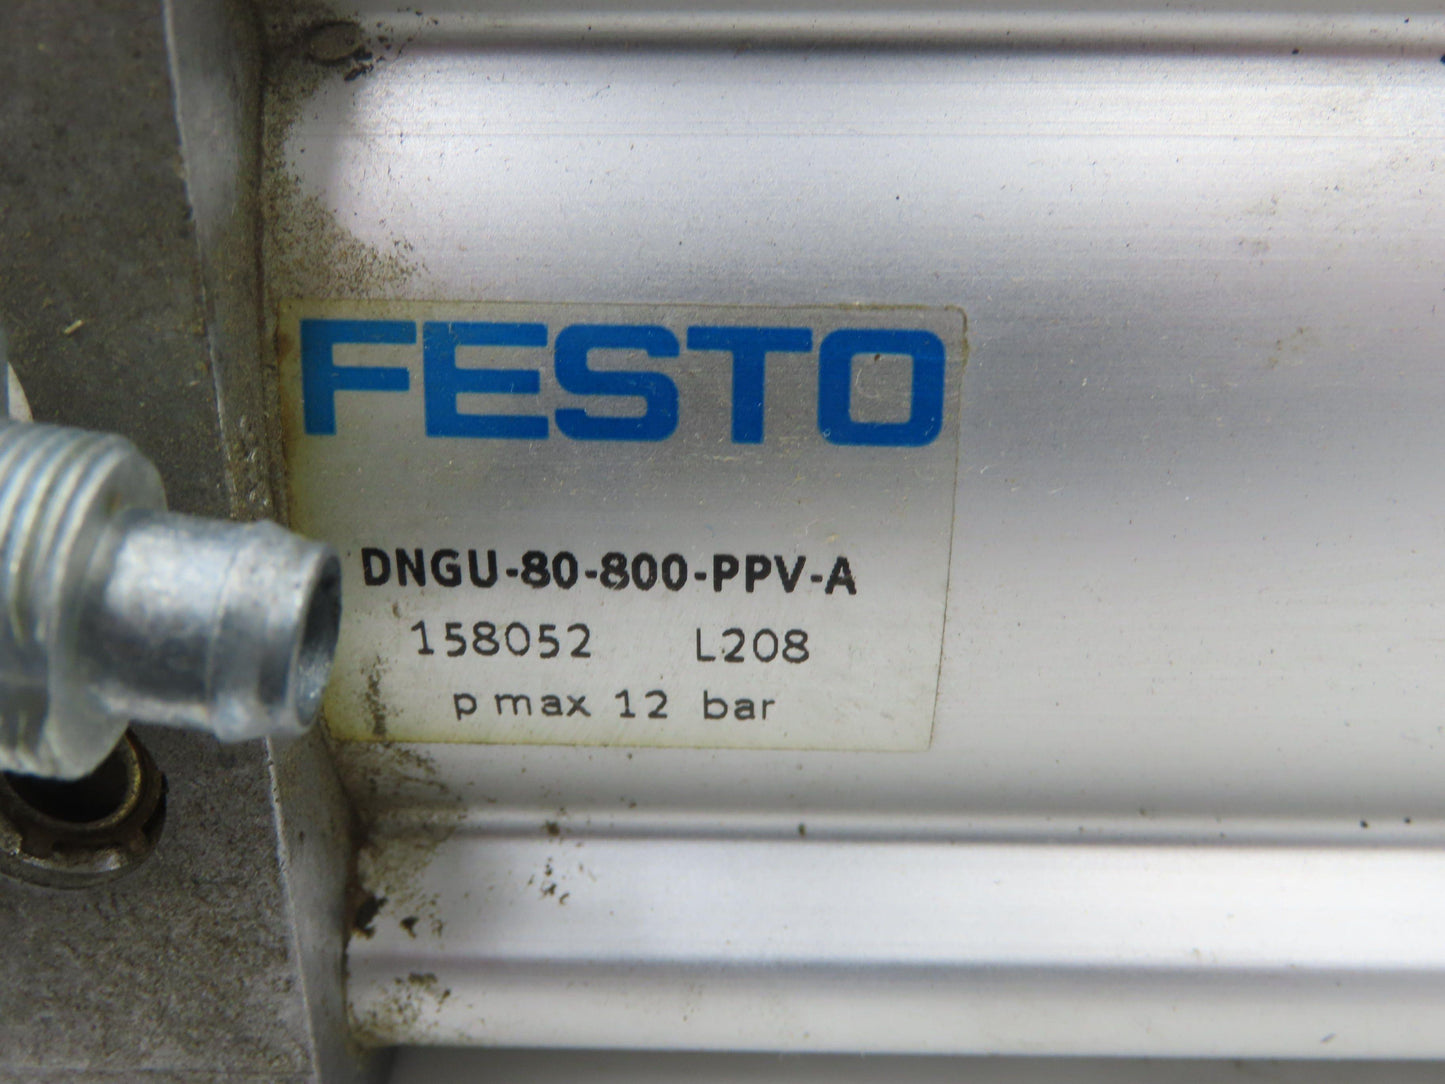 FESTO
DNGU-80-800-PPV-A
158052 L208
p max 12 bar